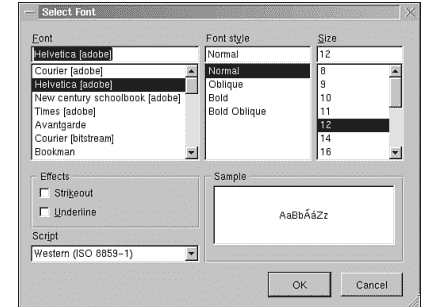 Select Font
Font
Font style
Size
Helvetica [adobe]
Normal
12
Courier [adobe]
Helvetica [adobe]
New century schoolbook [adobe]
Times [adobe]
Avantgarde
Courier [bitstream]
Bookman
Normal
Oblique
Bold
Bold Oblique
8
9
10
11
12
14
16
Effects
Strikeout
Underline
Sample
AaBbÃáZz
Script
Western (ISO 8859-1)
OK
Cancel